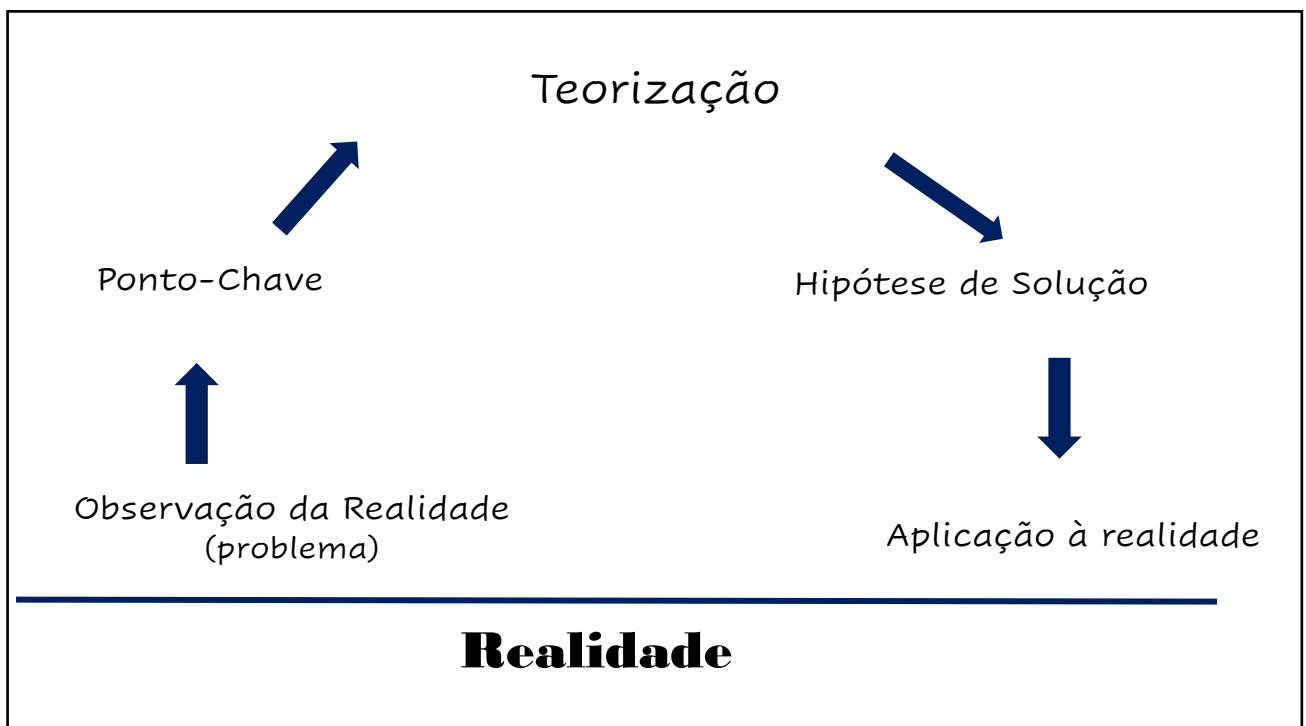 Teorização
Ponto-Chave
Hipótese de Solução
Observação da Realidade
(problema)
Aplicação à realidade
Realidade